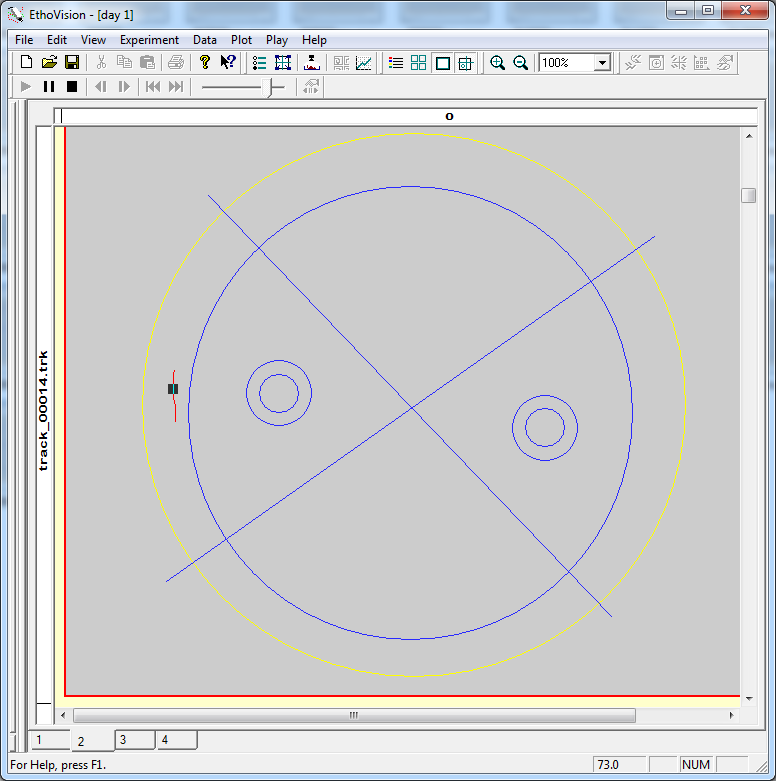 EthoVision - [day 1]
File Edit View Experiment Data Plot Play Help
100%
o
track_00014.trk
1 2 3 4
For Help, press F1. 73.0 NUM